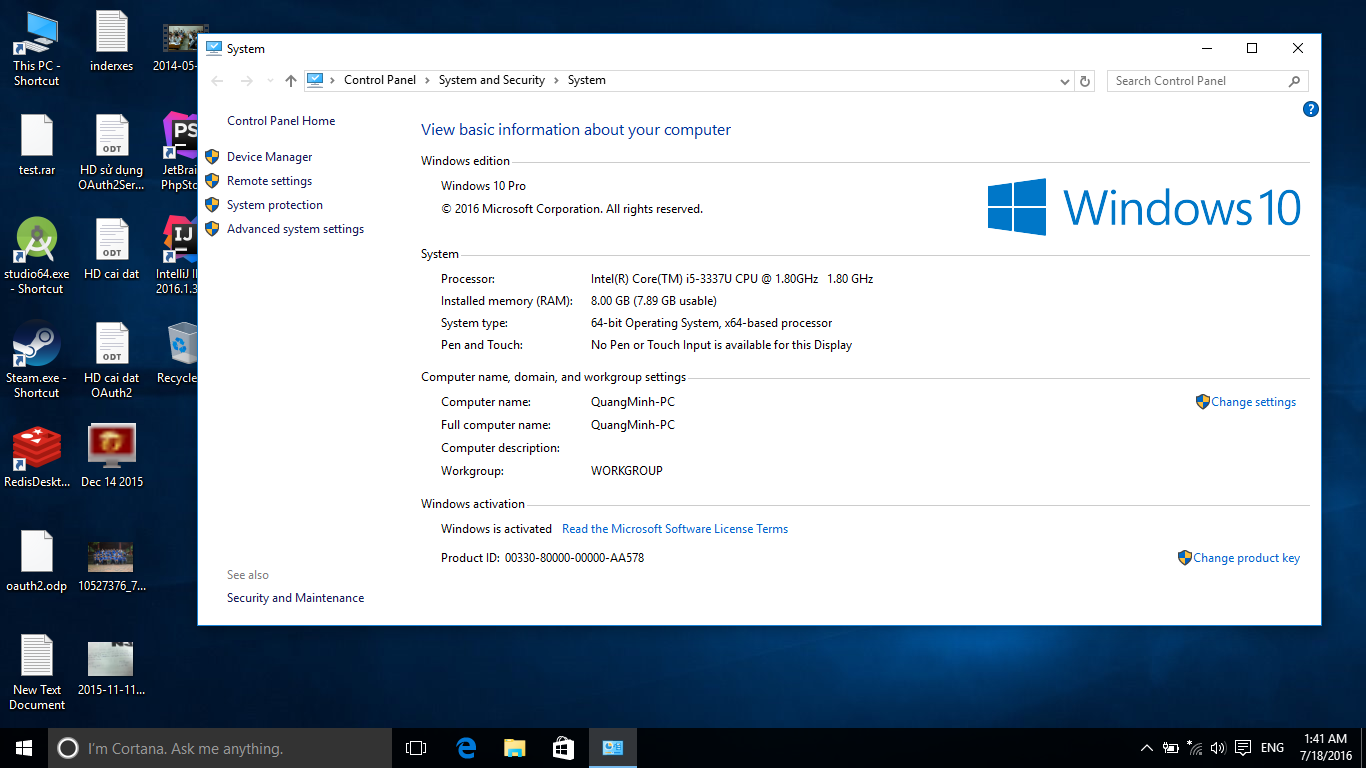 This PC -
Shortcut
inderxes
2014-05-
test.rar
HD sử dụng
OAuth2Ser...
JetBrai
PhpSto
PS
ODT
studio64.exe
- Shortcut
HD cai dat
ODT
IntelliJ I
2016.1.3
IJ
Steam.exe -
Shortcut
HD cai dat
OAuth2
ODT
Recycle
RedisDeskt...
Dec 14 2015
oauth2.odp
10527376_7...
New Text
Document
2015-11-11...
System
Control Panel > System and Security > System
Search Control Panel
Control Panel Home
Device Manager
Remote settings
System protection
Advanced system settings
See also
Security and Maintenance
View basic information about your computer
Windows edition
Windows 10 Pro
© 2016 Microsoft Corporation. All rights reserved.
Windows 10
System
Processor: Intel(R) Core(TM) i5-3337U CPU @ 1.80GHz 1.80 GHz
Installed memory (RAM): 8.00 GB (7.89 GB usable)
System type: 64-bit Operating System, x64-based processor
Pen and Touch: No Pen or Touch Input is available for this Display
Computer name, domain, and workgroup settings
Computer name: QuangMinh-PC
Change settings
Full computer name: QuangMinh-PC
Computer description:
Workgroup: WORKGROUP
Windows activation
Windows is activated Read the Microsoft Software License Terms
Product ID: 00330-80000-00000-AA578
Change product key
I'm Cortana. Ask me anything.
ENG
1:41 AM
7/18/2016